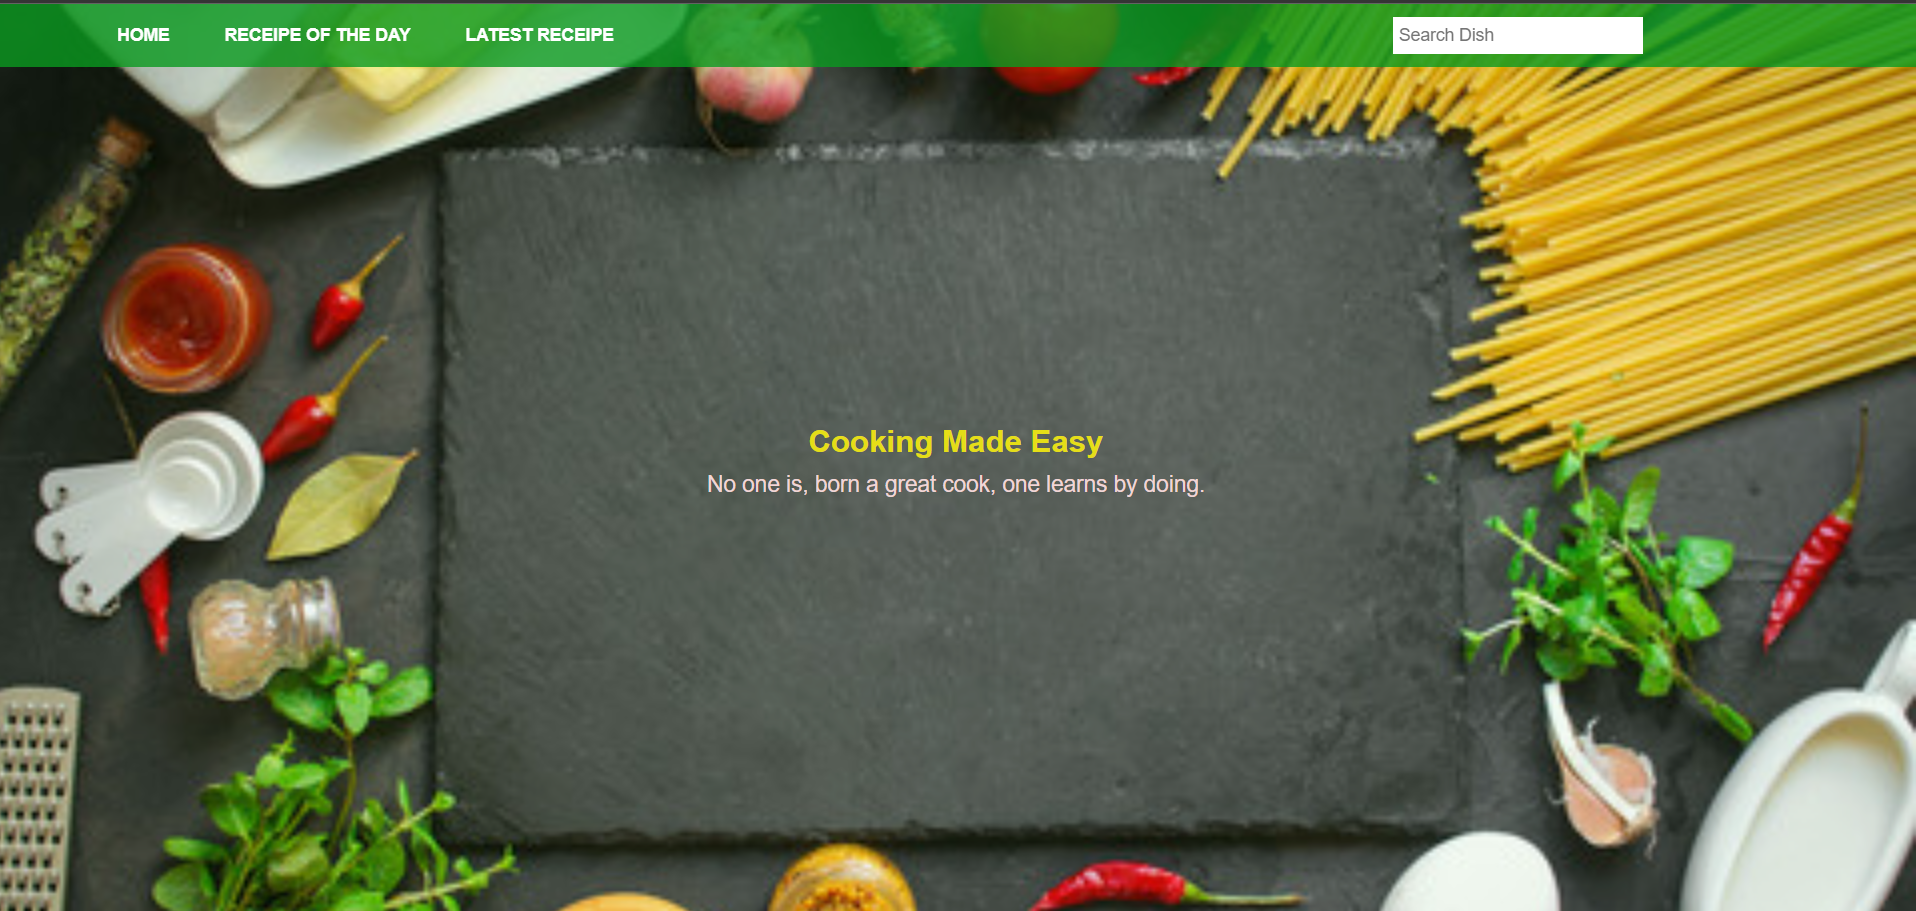 HOME RECEIPE OF THE DAY LATEST RECEIPE Search Dish
Cooking Made Easy
No one is, born a great cook, one learns by doing.